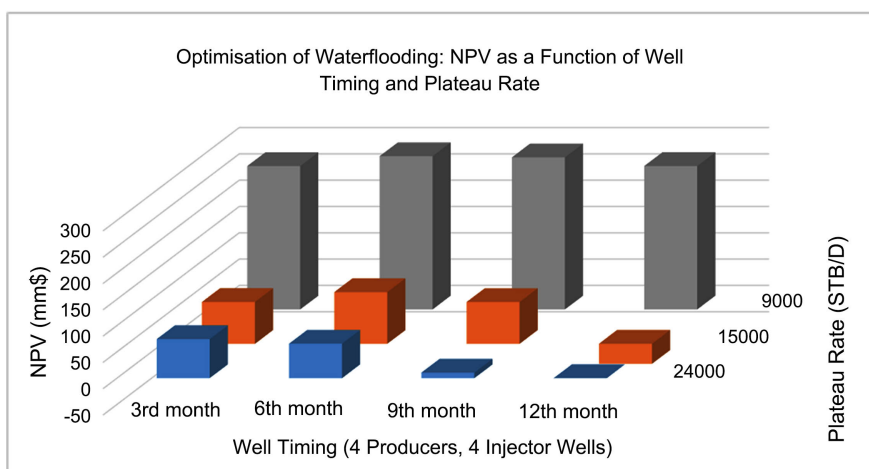 Optimisation of Waterflooding: NPV as a Function of Well
Timing and Plateau Rate
300
250
200
150
100
50
0
-50
NPV (mm$)
9000
15000
24000
Plateau Rate (STB/D)
3rd month 6th month 9th month 12th month
Well Timing (4 Producers, 4 Injector Wells)